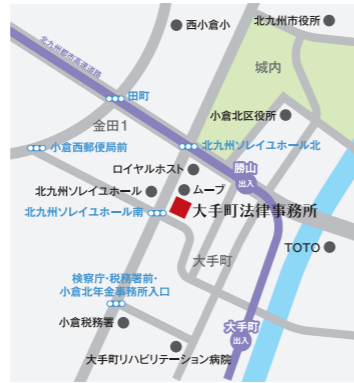 西小倉小
北九州市役所
北九州都市高速道路
城内
田町
小倉北区役所
金田1
小倉西郵便局前
北九州ソレイユホール北
ロイヤルホスト
勝山
出入
北九州ソレイユホール
ムーブ
北九州ソレイユホール南
大手町法律事務所
TOTO
大手町
検察庁・税務署前・
小倉北年金事務所入口
小倉税務署
大手町
出入
大手町リハビリテーション病院